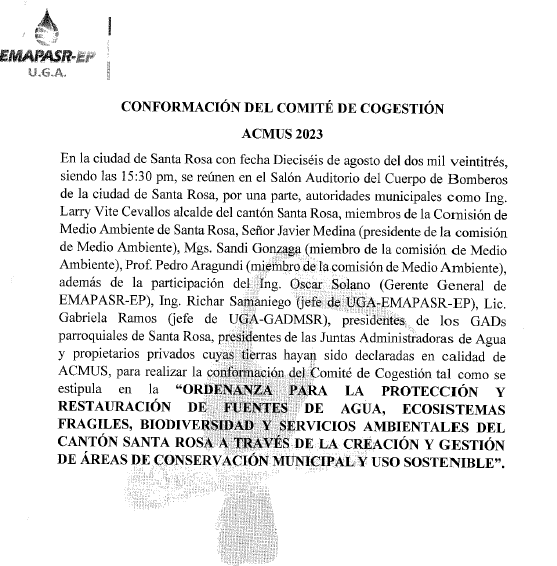 EMAPASR-EP
U.G.A.
CONFORMACIÓN DEL COMITÉ DE COGESTIÓN
ACMUS 2023
En la ciudad de Santa Rosa con fecha Dieciséis de agosto del dos mil veintitrés,
siendo las 15:30 pm, se reúnen en el Salón Auditorio del Cuerpo de Bomberos
de la ciudad de Santa Rosa, por una parte, autoridades municipales como Ing.
Larry Vite Cevallos alcalde del cantón Santa Rosa, miembros de la Comisión de
Medio Ambiente de Santa Rosa, Señor Javier Medina (presidente de la comisión
de Medio Ambiente), Mgs. Sandi Gonzaga (miembro de la comisión de Medio
Ambiente), Prof. Pedro Aragundi (miembro de la comisión de Medio Ambiente),
además de la participación del Ing. Oscar Solano (Gerente General de
EMAPASR-EP), Ing. Richar Samaniego (jefe de UGA-EMAPASR-EP), Lic.
Gabriela Ramos (jefe de UGA-GADMSR), presidentes de los GADs
parroquiales de Santa Rosa, presidentes de las Juntas Administradoras de Agua
y propietarios privados cuyas tierras hayan sido declaradas en calidad de
ACMUS, para realizar la conformación del Comité de Cogestión tal como se
estipula en la “ORDENANZA PARA LA PROTECCIÓN Y
RESTAURACIÓN DE FUENTES DE AGUA, ECOSISTEMAS
FRAGILES, BIODIVERSIDAD Y SERVICIOS AMBIENTALES DEL
CANTÓN SANTA ROSA A TRAVÉS DE LA CREACIÓN Y GESTIÓN
DE ÁREAS DE CONSERVACIÓN MUNICIPAL Y USO SOSTENIBLE”.